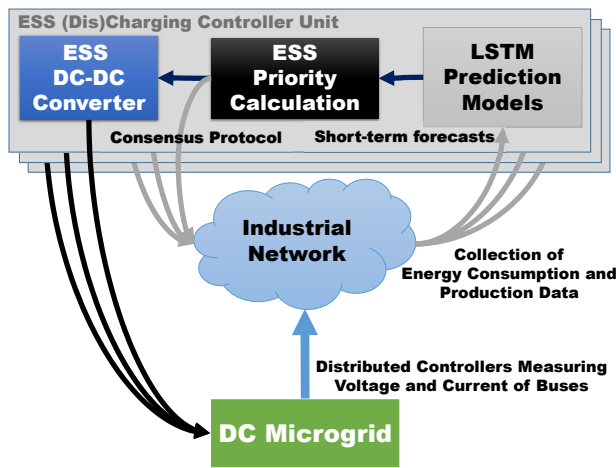 ESS (Dis)Charging Controller Unit
ESS
DC-DC
Converter
ESS
Priority
Calculation
LSTM
Prediction
Models
Consensus Protocol
Short-term forecasts
Industrial
Network
Collection of
Energy Consumption and
Production Data
Distributed Controllers Measuring
Voltage and Current of Buses
DC Microgrid